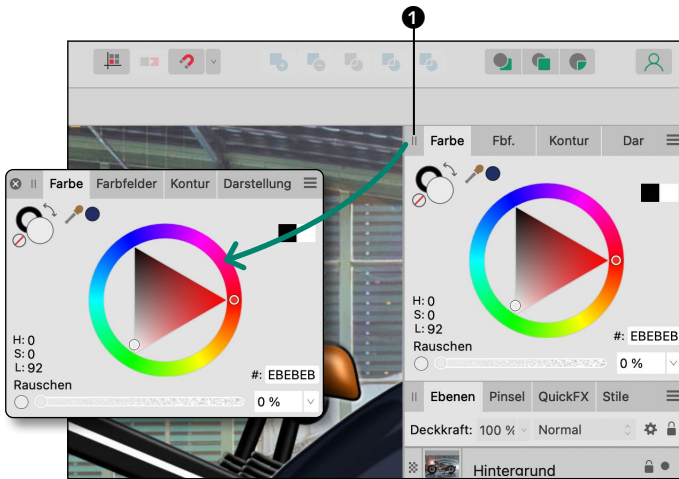 1
Farbe Fbf. Kontur Dar
Farbe Farbfelder Kontur Darstellung
H: 0
S: 0
L: 92
Rauschen
#: EBEBEB
0 %
H: 0
S: 0
L: 92
Rauschen
#: EBEBEB
0 %
Ebenen Pinsel QuickFX Stile
Deckkraft: 100 % Normal
Hintergrund